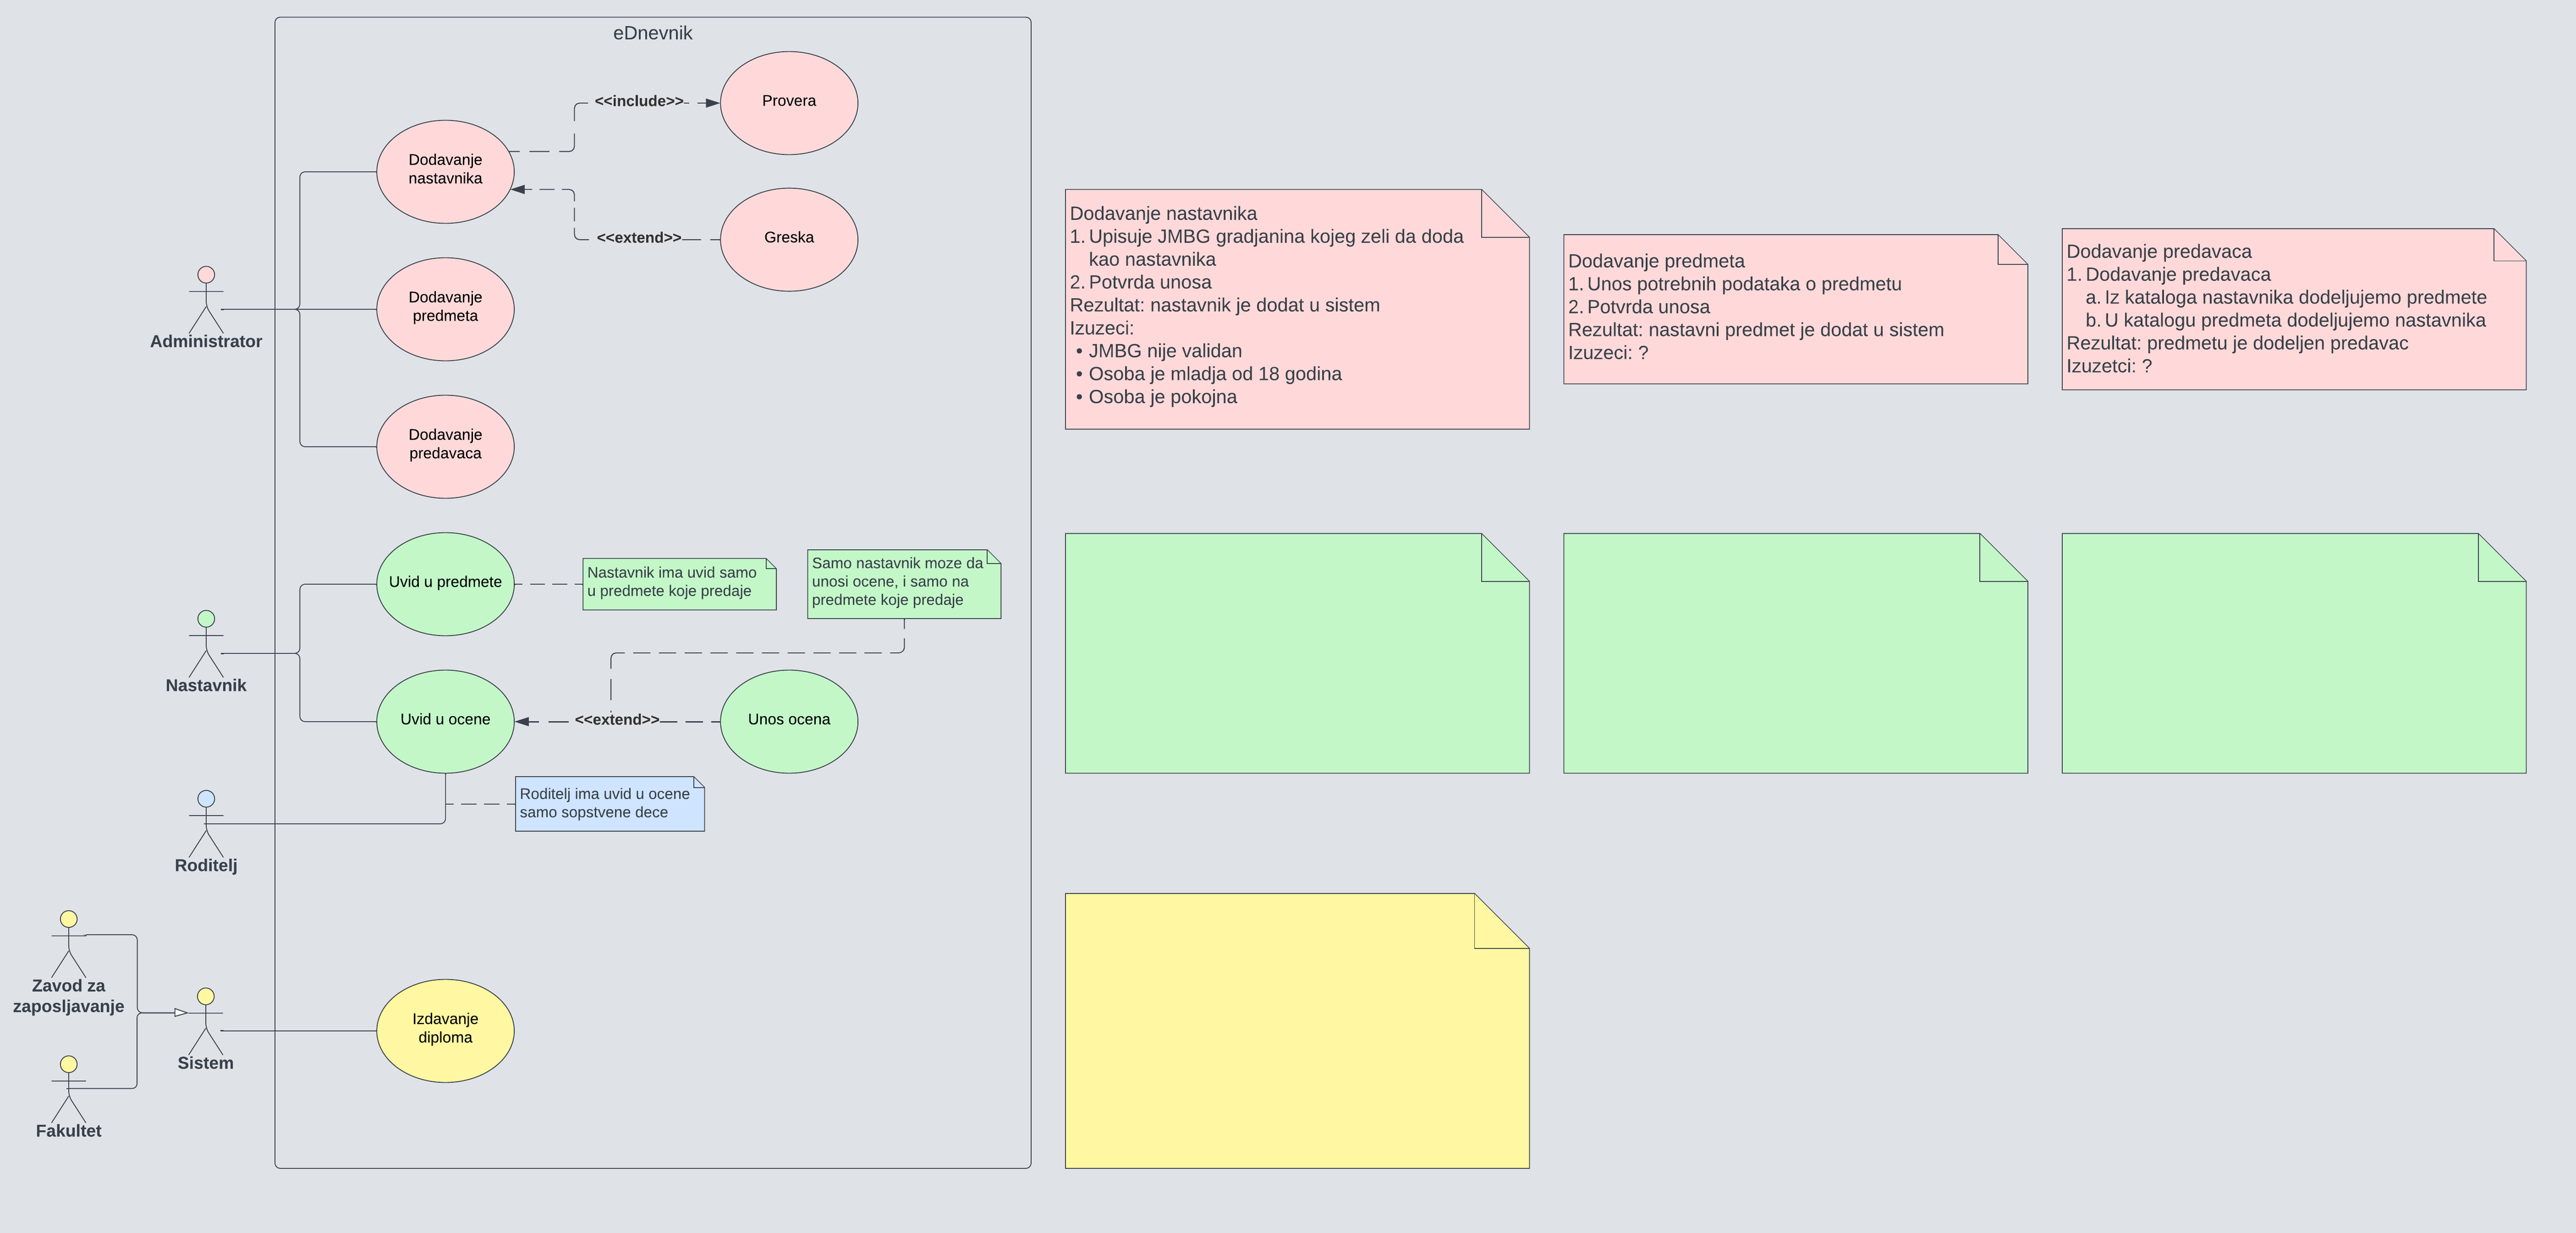 eDnevnik
<<include>>
Provera
Dodavanje
nastavnika
<<extend>>
Greska
Dodavanje
predmeta
Administrator
Dodavanje
predavaca
Dodavanje nastavnika
1. Upisuje JMBG gradjanina kojeg zeli da doda
kao nastavnika
2. Potvrda unosa
Rezultat: nastavnik je dodat u sistem
Izuzeci:
• JMBG nije validan
• Osoba je mladja od 18 godina
• Osoba je pokojna
Dodavanje predmeta
1. Unos potrebnih podataka o predmetu
2. Potvrda unosa
Rezultat: nastavni predmet je dodat u sistem
Izuzeci: ?
Dodavanje predavaca
1. Dodavanje predavaca
a. Iz kataloga nastavnika dodeljujemo predmete
b. U katalogu predmeta dodeljujemo nastavnika
Rezultat: predmetu je dodeljen predavac
Izuzetci: ?
Uvid u predmete
Nastavnik ima uvid samo
u predmete koje predaje
Samo nastavnik moze da
unosi ocene, i samo na
predmete koje predaje
Nastavnik
Uvid u ocene
<<extend>>
Unos ocena
Roditelj ima uvid u ocene
samo sopstvene dece
Roditelj
Zavod za
zaposljavanje
Sistem
Izdavanje
diploma
Fakultet